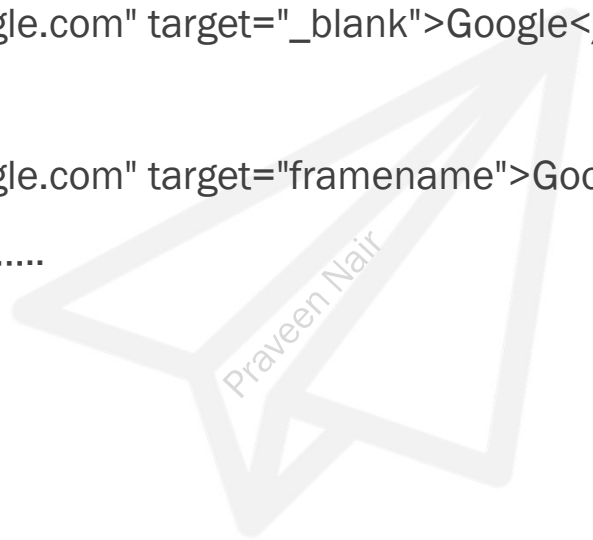 gle.com" target="_blank">Google<
gle.com" target="framename">Goo
.....
Praveen Nair